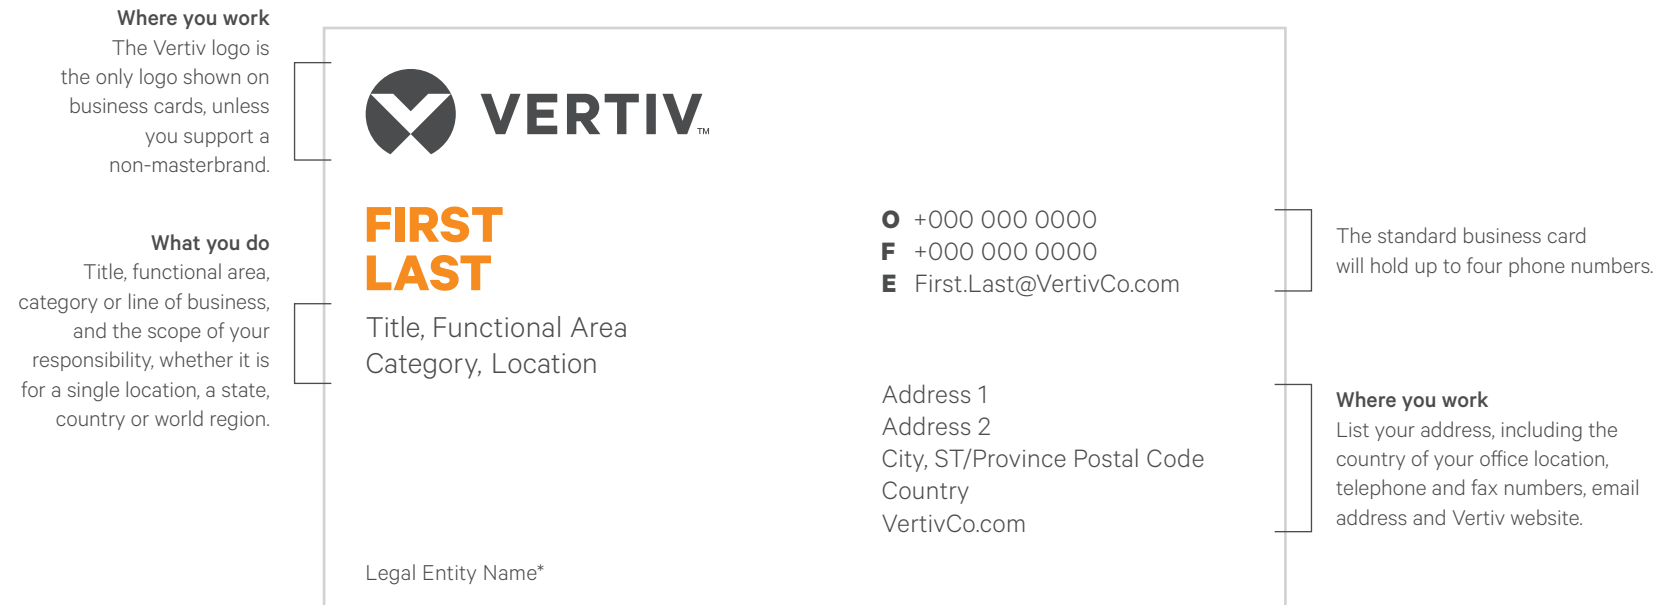 Where you work
The Vertiv logo is
the only logo shown on
business cards, unless
you support a
non-masterbrand.
What you do
Title, functional area,
category or line of business,
and the scope of your
responsibility, whether it is
for a single location, a state,
country or world region.
VERTIV™
FIRST
LAST
Title, Functional Area
Category, Location
Legal Entity Name*
O +000 000 0000
F +000 000 0000
E First.Last@VertivCo.com
Address 1
Address 2
City, ST/Province Postal Code
Country
VertivCo.com
The standard business card
will hold up to four phone numbers.
Where you work
List your address, including the
country of your office location,
telephone and fax numbers, email
address and Vertiv website.